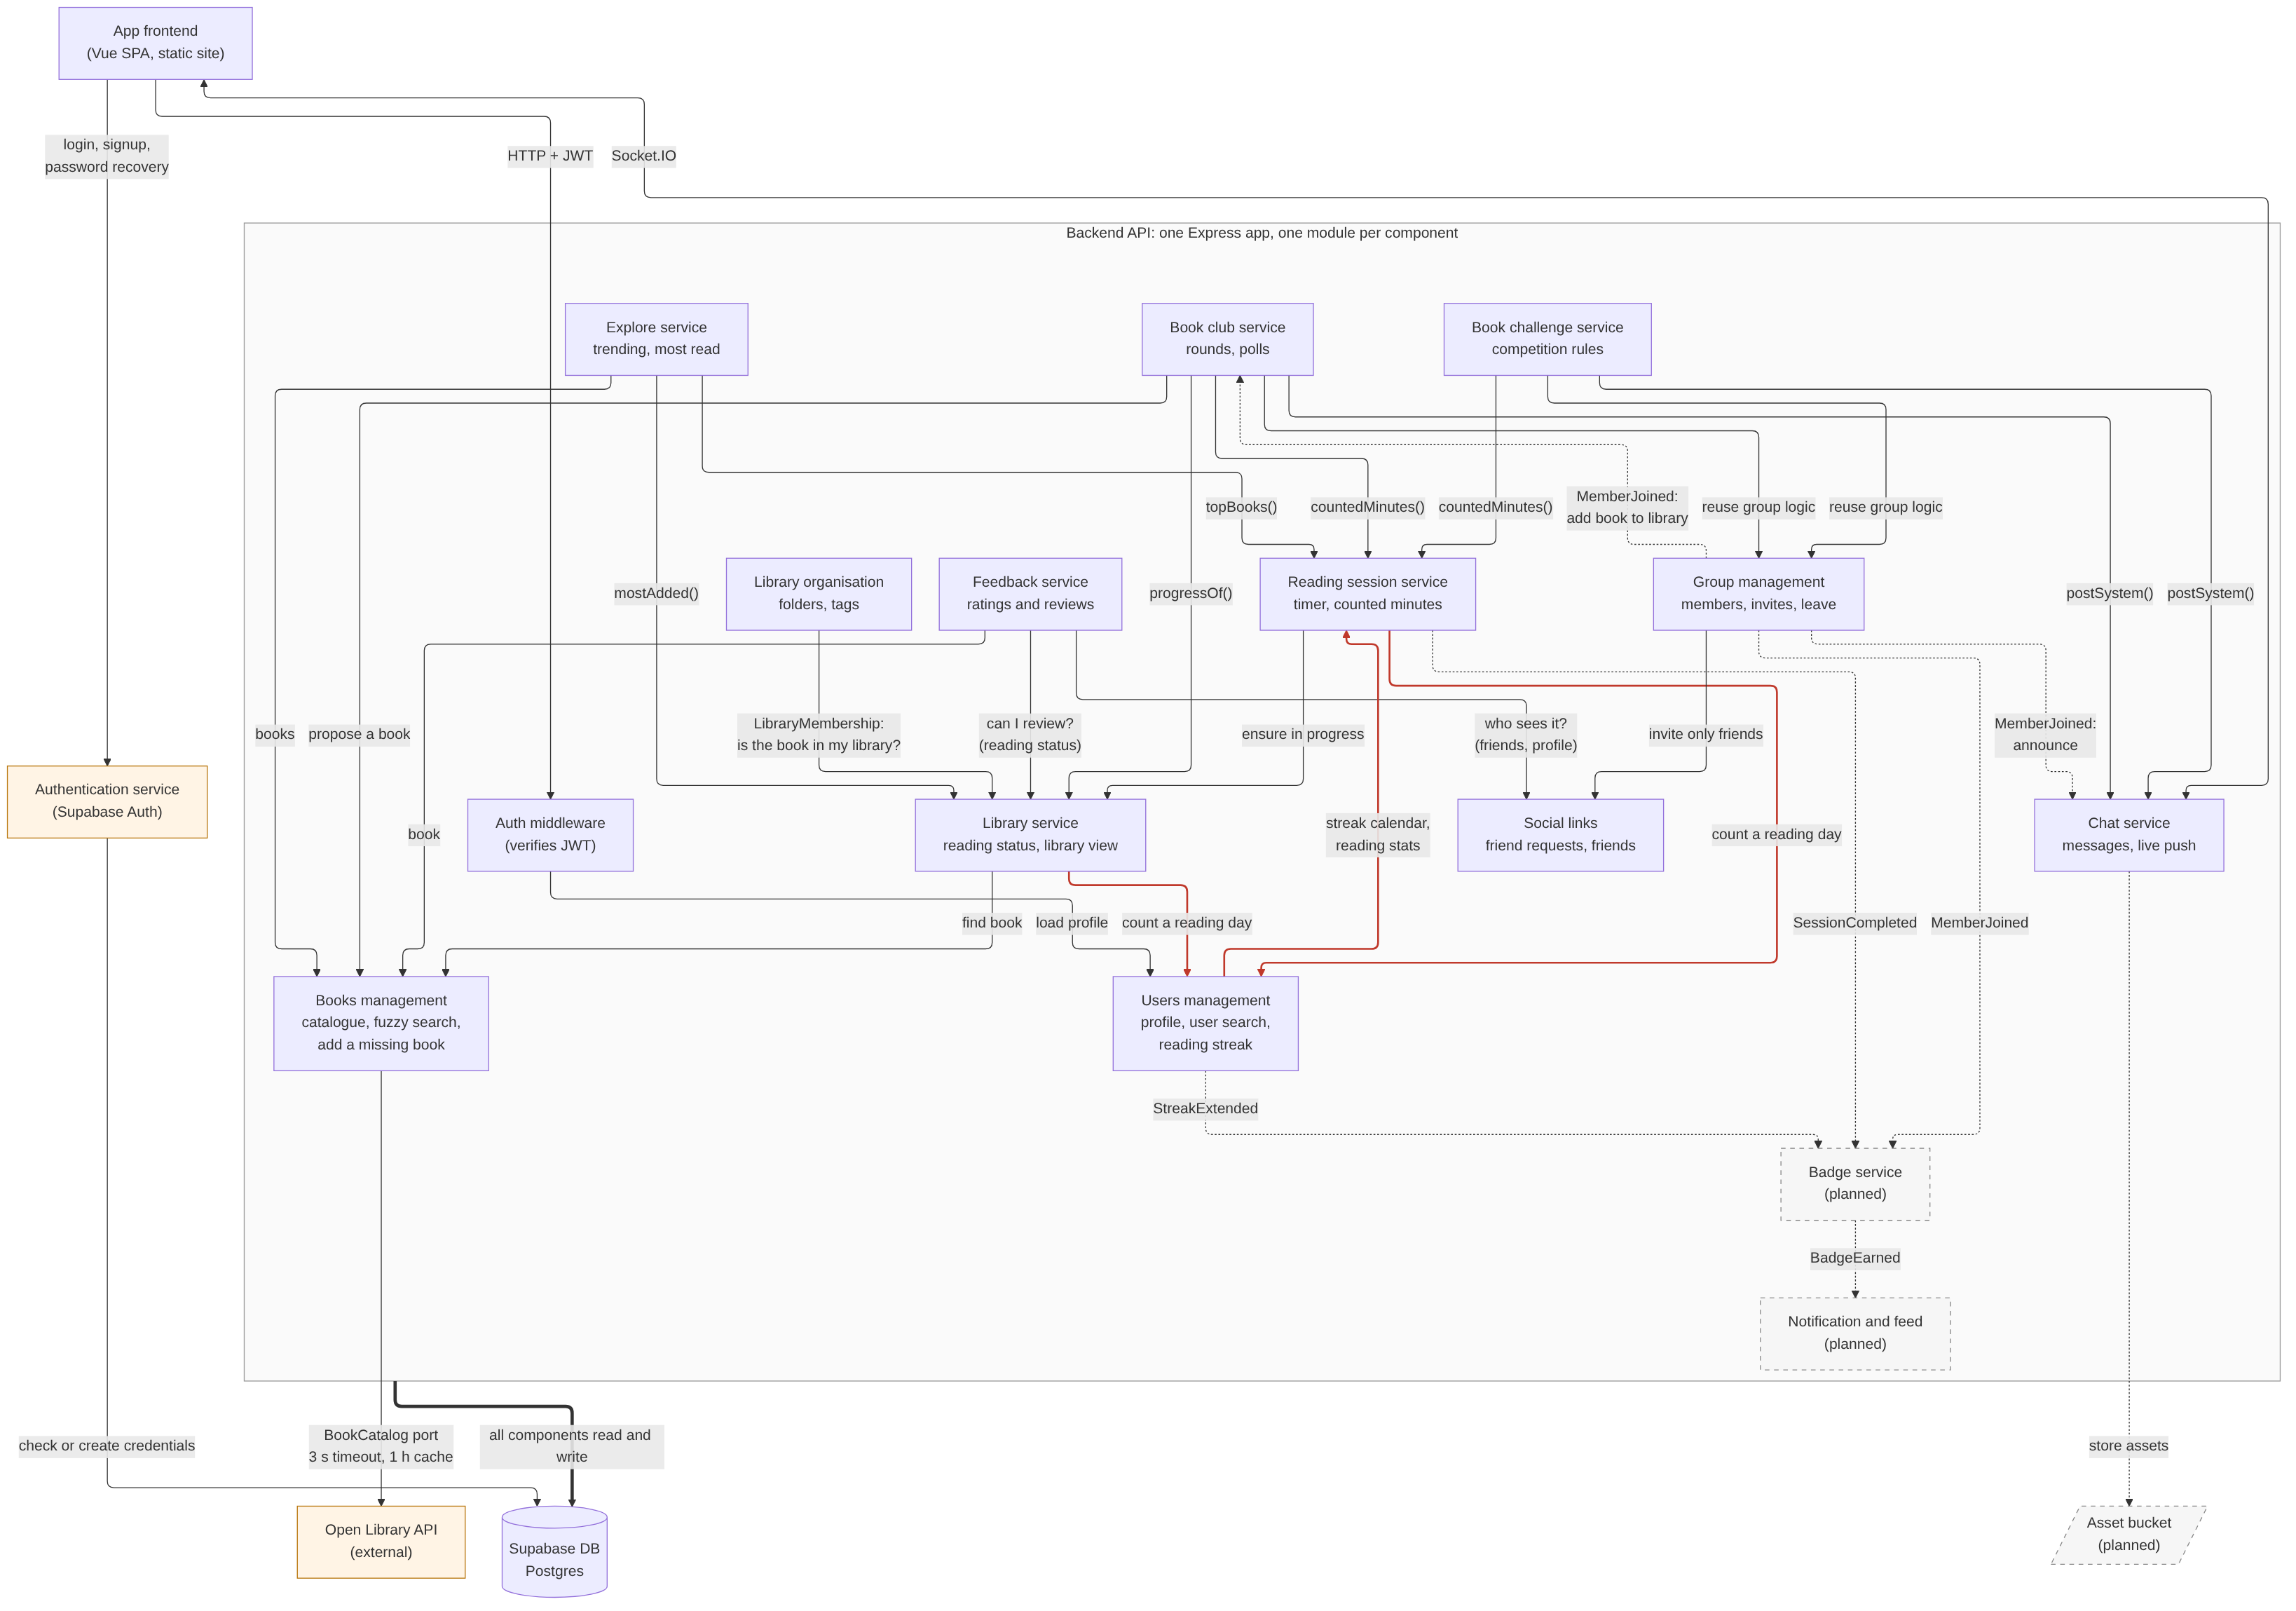 App frontend
(Vue SPA, static site)
login, signup,
password recovery
HTTP + JWT
Socket.IO
Backend API: one Express app, one module per component
Explore service
trending, most read
Book club service
rounds, polls
Book challenge service
competition rules
topBooks()
countedMinutes()
countedMinutes()
MemberJoined:
add book to library
reuse group logic
reuse group logic
mostAdded()
Library organisation
folders, tags
Feedback service
ratings and reviews
progressOf()
Reading session service
timer, counted minutes
Group management
members, invites, leave
postSystem()
postSystem()
books
propose a book
LibraryMembership:
is the book in my library?
can I review?
(reading status)
ensure in progress
who sees it?
(friends, profile)
invite only friends
MemberJoined:
announce
Authentication service
(Supabase Auth)
book
Auth middleware
(verifies JWT)
Library service
reading status, library view
streak calendar,
reading stats
Social links
friend requests, friends
count a reading day
Chat service
messages, live push
find book
load profile
count a reading day
SessionCompleted
MemberJoined
Books management
catalogue, fuzzy search,
add a missing book
Users management
profile, user search,
reading streak
StreakExtended
Badge service
(planned)
BadgeEarned
Notification and feed
(planned)
check or create credentials
BookCatalog port
3 s timeout, 1 h cache
all components read and
write
store assets
Open Library API
(external)
Supabase DB
Postgres
Asset bucket
(planned)